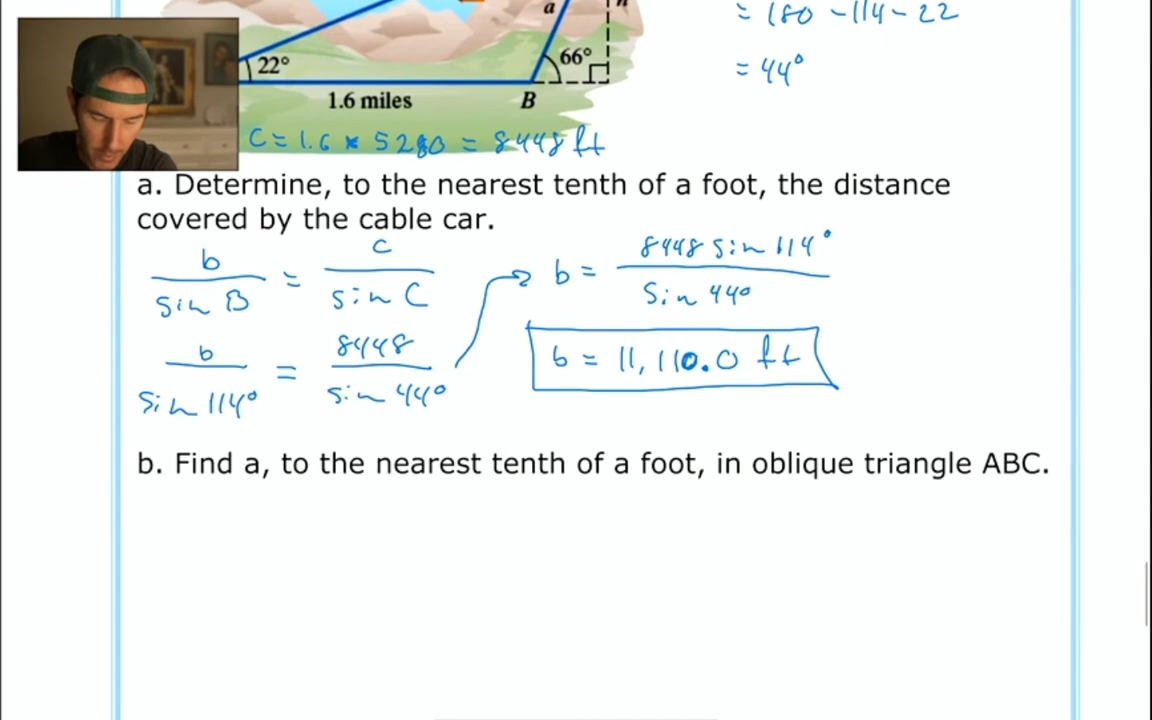 a
= 180 - 114 - 22
22°
66°
= 44°
1.6 miles
B
C = 1.6 * 5280 = 8448 ft
a. Determine, to the nearest tenth of a foot, the distance
covered by the cable car.
b / sin B = c / sin C
b = 8448 sin 114° / sin 44°
b / sin 114° = 8448 / sin 44°
b = 11,110.0 ft
b. Find a, to the nearest tenth of a foot, in oblique triangle ABC.